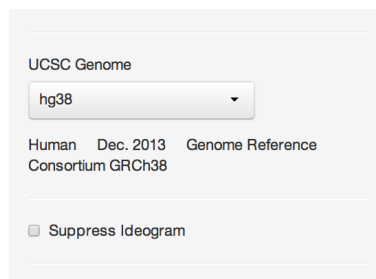 UCSC Genome
hg38
Human Dec. 2013 Genome Reference
Consortium GRCh38
Suppress Ideogram